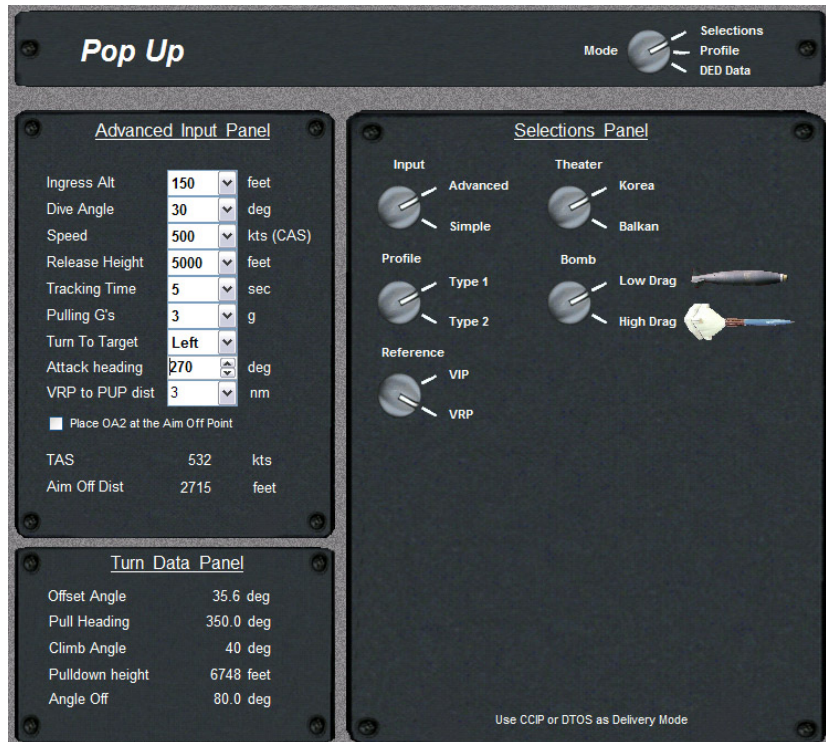 Pop Up
Mode
Selections
Profile
DED Data
Advanced Input Panel
Ingress Alt 150 feet
Dive Angle 30 deg
Speed 500 kts (CAS)
Release Height 5000 feet
Tracking Time 5 sec
Pulling G's 3 g
Turn To Target Left
Attack heading 270 deg
VRP to PUP dist 3 nm
Place OA2 at the Aim Off Point
TAS 532 kts
Aim Off Dist 2715 feet
Turn Data Panel
Offset Angle 35.6 deg
Pull Heading 350.0 deg
Climb Angle 40 deg
Pulldown height 6748 feet
Angle Off 80.0 deg
Selections Panel
Input
Advanced
Simple
Theater
Korea
Balkan
Profile
Type 1
Type 2
Bomb
Low Drag
High Drag
Reference
VIP
VRP
Use CCIP or DTOS as Delivery Mode